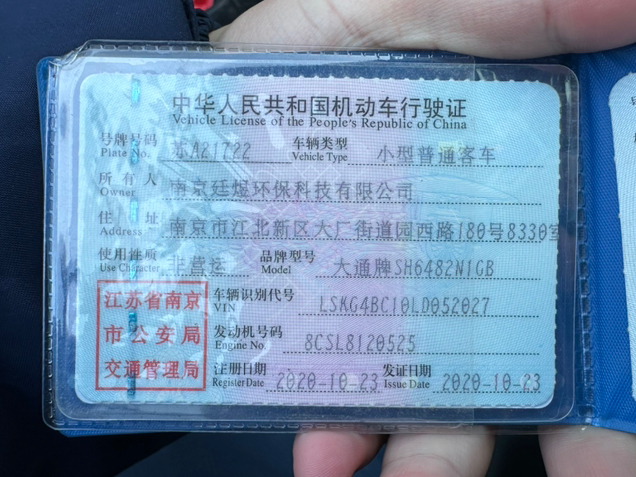 中华人民共和国机动车行驶证
Vehicle License of the People's Republic of China
号牌号码 苏A21722 车辆类型 小型普通客车
Plate No. Vehicle Type
所有人 南京廷煜环保科技有限公司
Owner
住址 南京市江北新区大厂街道园西路180号8330室
Address
使用性质 非营运 品牌型号 大通牌SH6482N1GB
Use Character Model
江苏省南京
市公安局
交通管理局
车辆识别代号 LSKG4BC10LD052027
VIN
发动机号码 8CSL8120525
Engine No.
注册日期 2020-10-23 发证日期 2020-10-23
Register Date Issue Date